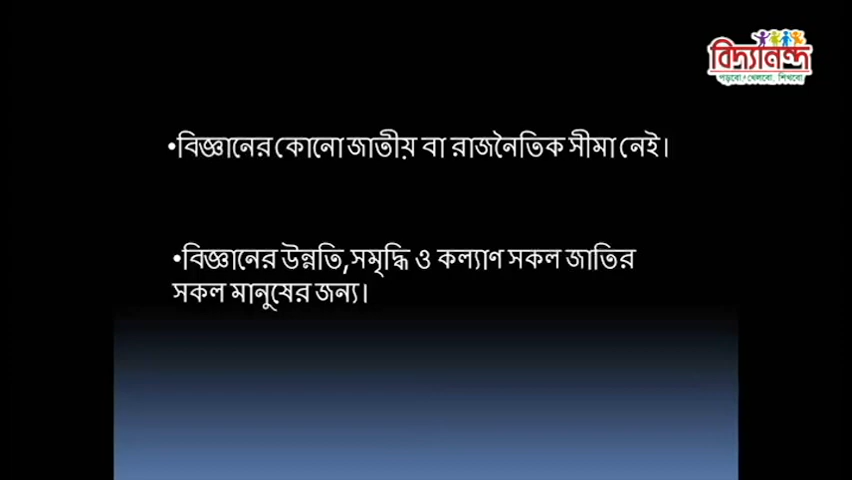 বিদ্যানন্দ
পড়বো, খেলবো, শিখবো
•বিজ্ঞানের কোনো জাতীয় বা রাজনৈতিক সীমা নেই।
•বিজ্ঞানের উন্নতি,সমৃদ্ধি ও কল্যাণ সকল জাতির
সকল মানুষের জন্য।